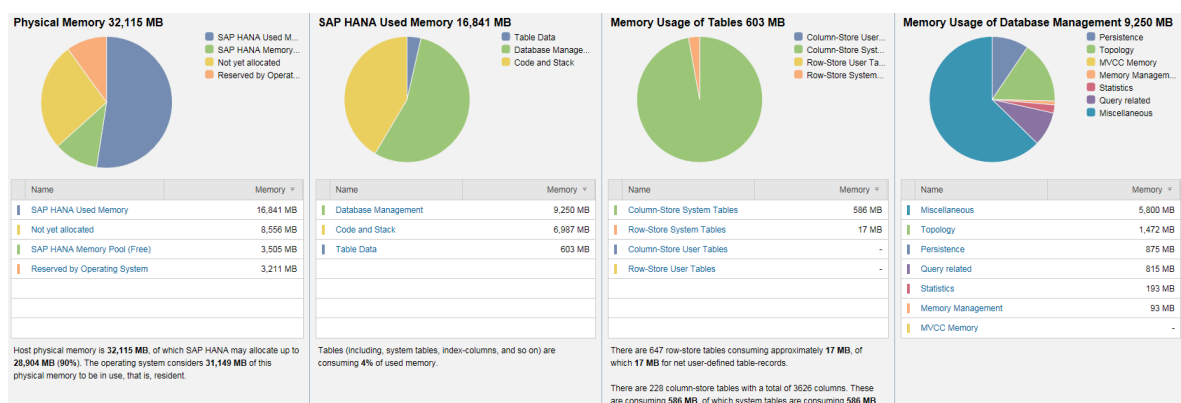 Physical Memory 32,115 MB
SAP HANA Used M...
SAP HANA Memory...
Not yet allocated
Reserved by Operat...
Name Memory
SAP HANA Used Memory 16,841 MB
Not yet allocated 8,556 MB
SAP HANA Memory Pool (Free) 3,505 MB
Reserved by Operating System 3,211 MB
Host physical memory is 32,115 MB, of which SAP HANA may allocate up to
28,904 MB (90%). The operating system considers 31,149 MB of this
physical memory to be in use, that is, resident.
SAP HANA Used Memory 16,841 MB
Table Data
Database Manage...
Code and Stack
Name Memory
Database Management 9,250 MB
Code and Stack 6,987 MB
Table Data 603 MB
Tables (including, system tables, index-columns, and so on) are
consuming 4% of used memory.
Memory Usage of Tables 603 MB
Column-Store User...
Column-Store Syst...
Row-Store User Ta...
Row-Store System...
Name Memory
Column-Store System Tables 586 MB
Row-Store System Tables 17 MB
Column-Store User Tables -
Row-Store User Tables -
There are 647 row-store tables consuming approximately 17 MB, of
which 17 MB for net user-defined table-records.
There are 228 column-store tables with a total of 3626 columns. These
are consuming 586 MB, of which system tables are consuming 586 MB
Memory Usage of Database Management 9,250 MB
Persistence
Topology
MVCC Memory
Memory Managem...
Statistics
Query related
Miscellaneous
Name Memory
Miscellaneous 5,800 MB
Topology 1,472 MB
Persistence 875 MB
Query related 815 MB
Statistics 193 MB
Memory Management 93 MB
MVCC Memory -